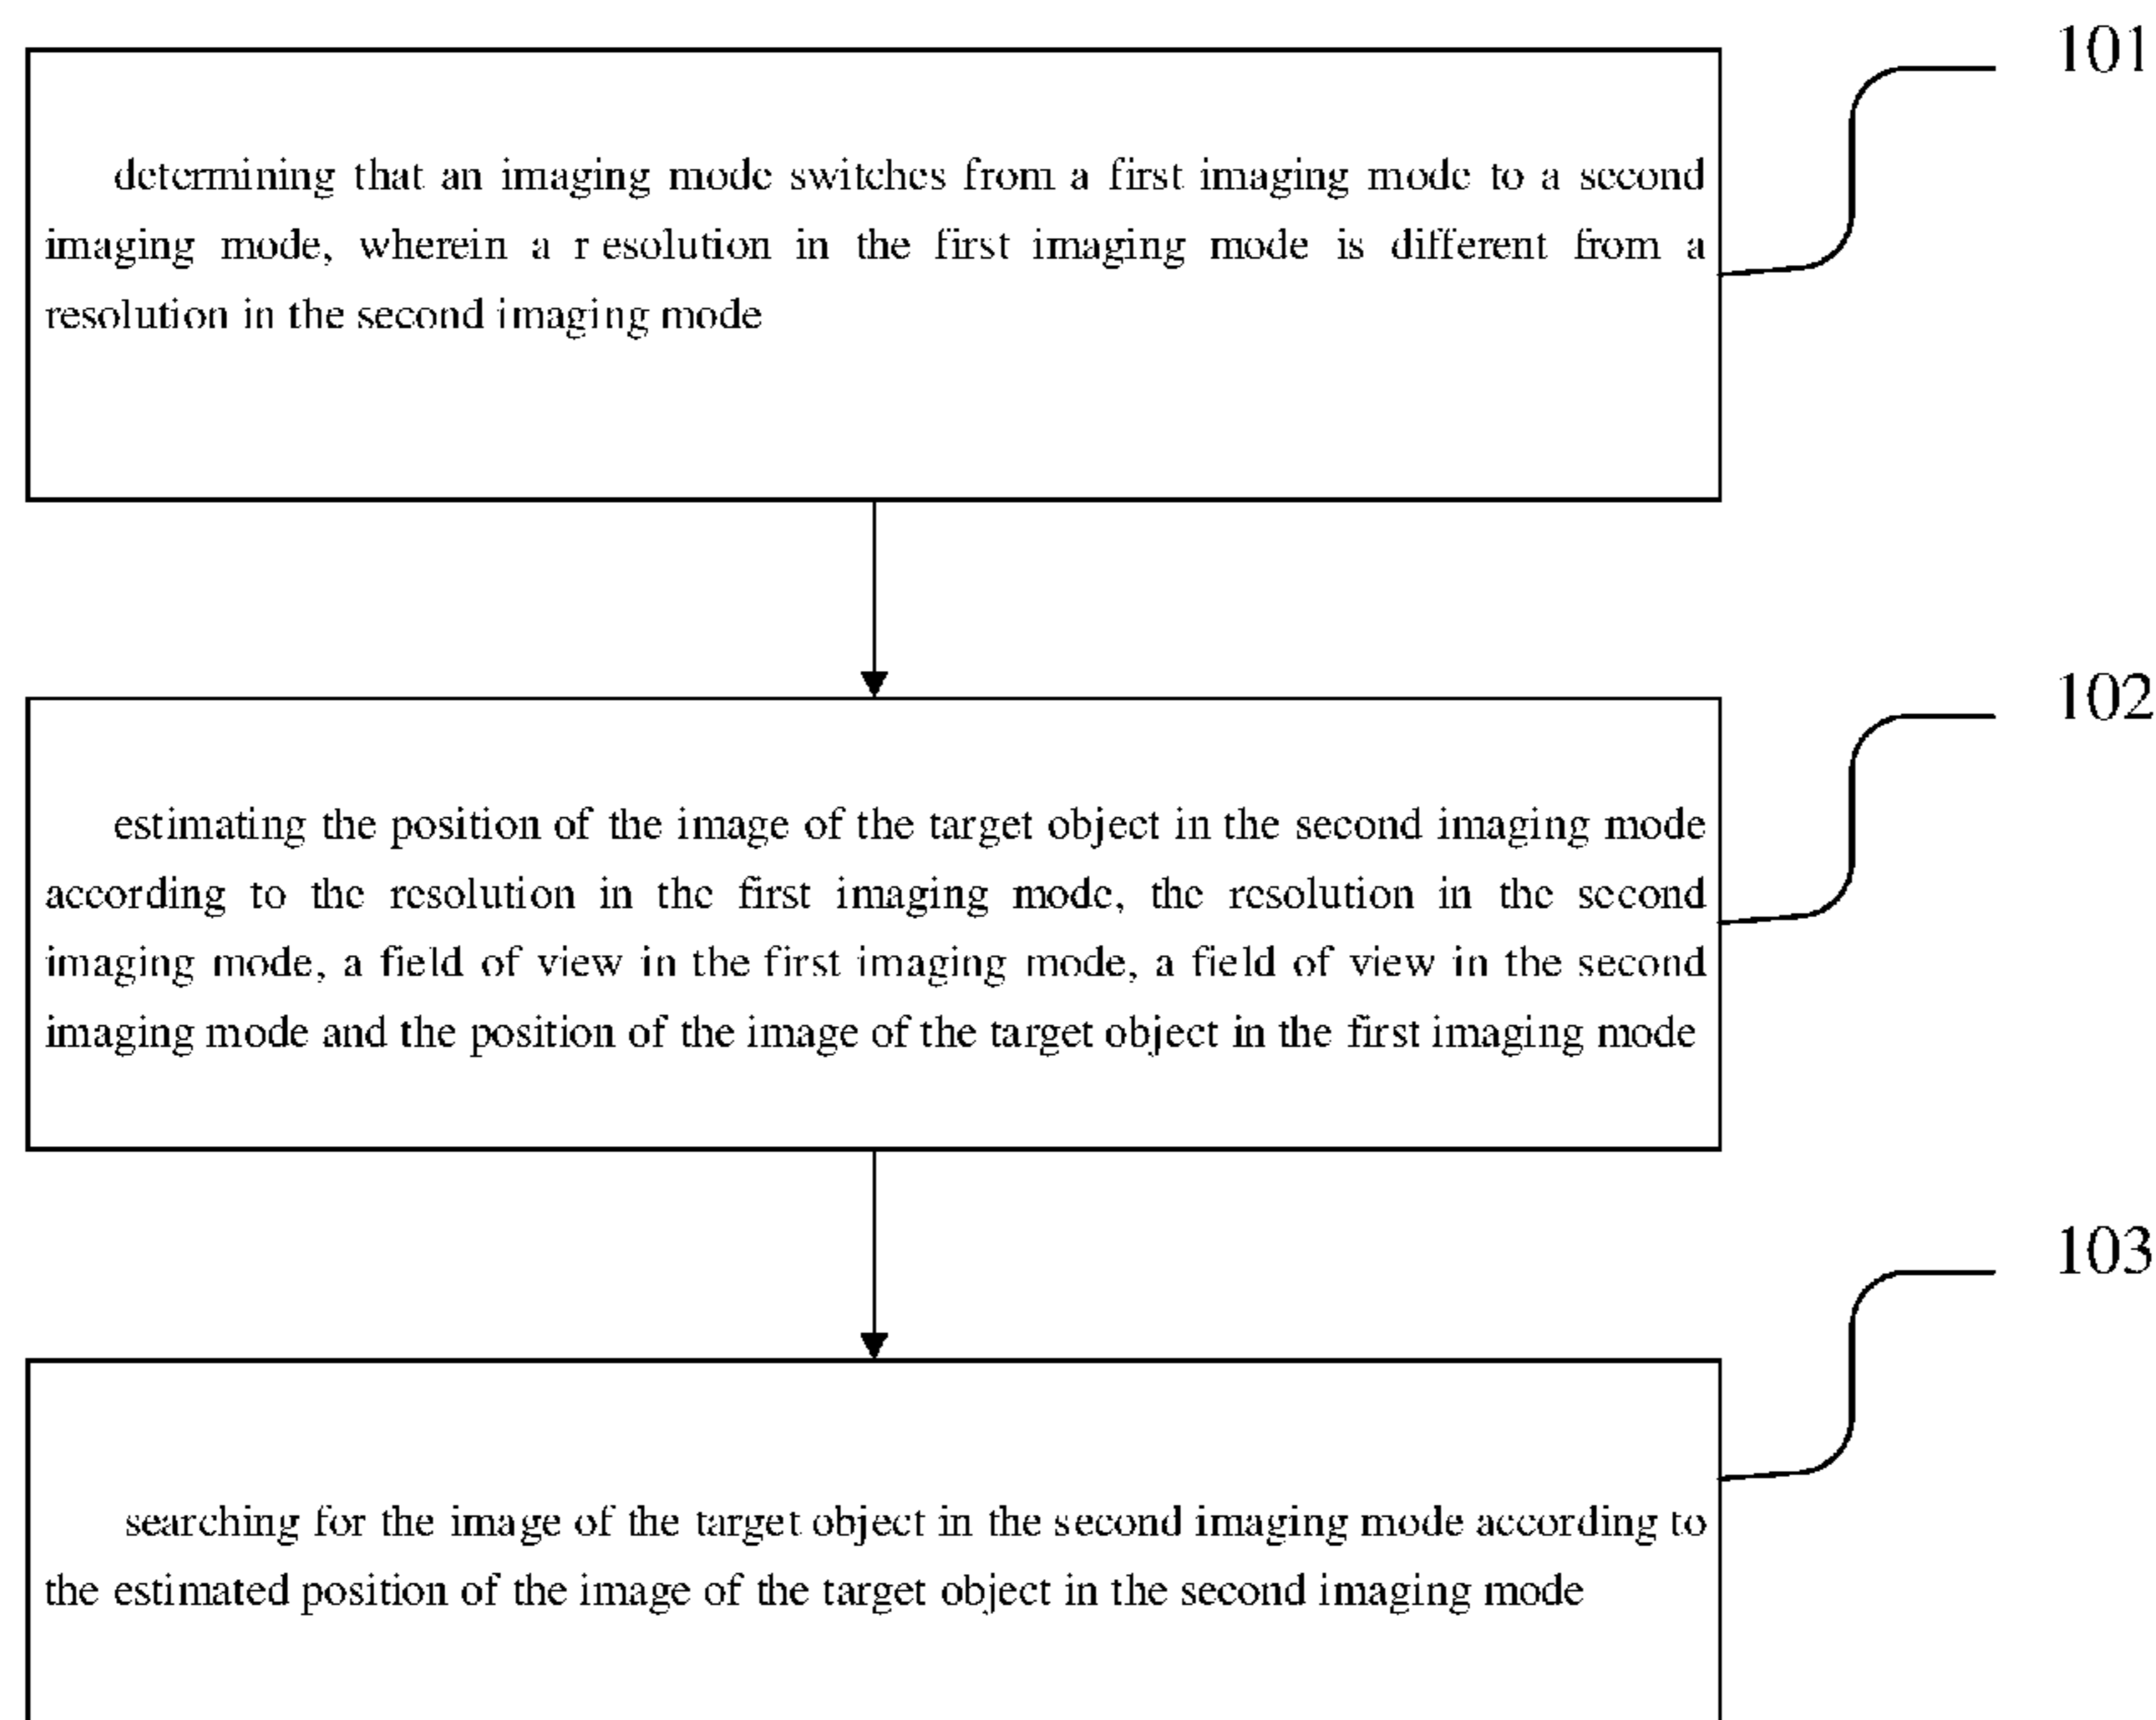 101
determining that an imaging mode switches from a first imaging mode to a second
imaging mode, wherein a r esolution in the first imaging mode is different from a
resolution in the second imaging mode
102
estimating the position of the image of the target object in the second imaging mode
according to the resolution in the first imaging mode, the resolution in the second
imaging mode, a field of view in the first imaging mode, a field of view in the second
imaging mode and the position of the image of the target object in the first imaging mode
103
searching for the image of the target object in the second imaging mode according to
the estimated position of the image of the target object in the second imaging mode